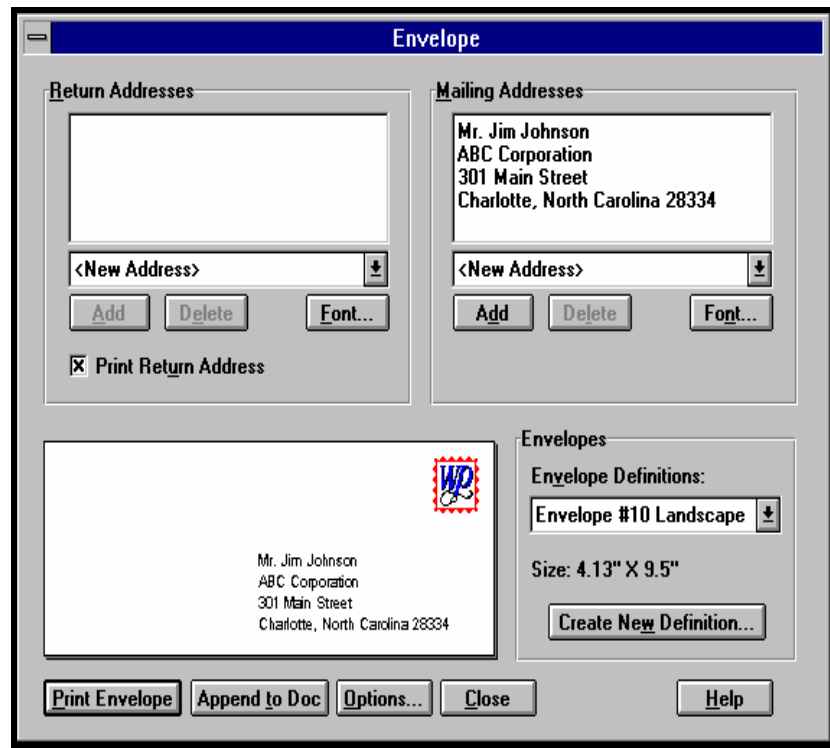 Envelope
Return Addresses
<New Address>
Add Delete Font...
Print Return Address
Mailing Addresses
Mr. Jim Johnson
ABC Corporation
301 Main Street
Charlotte, North Carolina 28334
<New Address>
Add Delete Font...
WP
Mr. Jim Johnson
ABC Corporation
301 Main Street
Charlotte, North Carolina 28334
Envelopes
Envelope Definitions:
Envelope #10 Landscape
Size: 4.13" X 9.5"
Create New Definition...
Print Envelope Append to Doc Options... Close Help